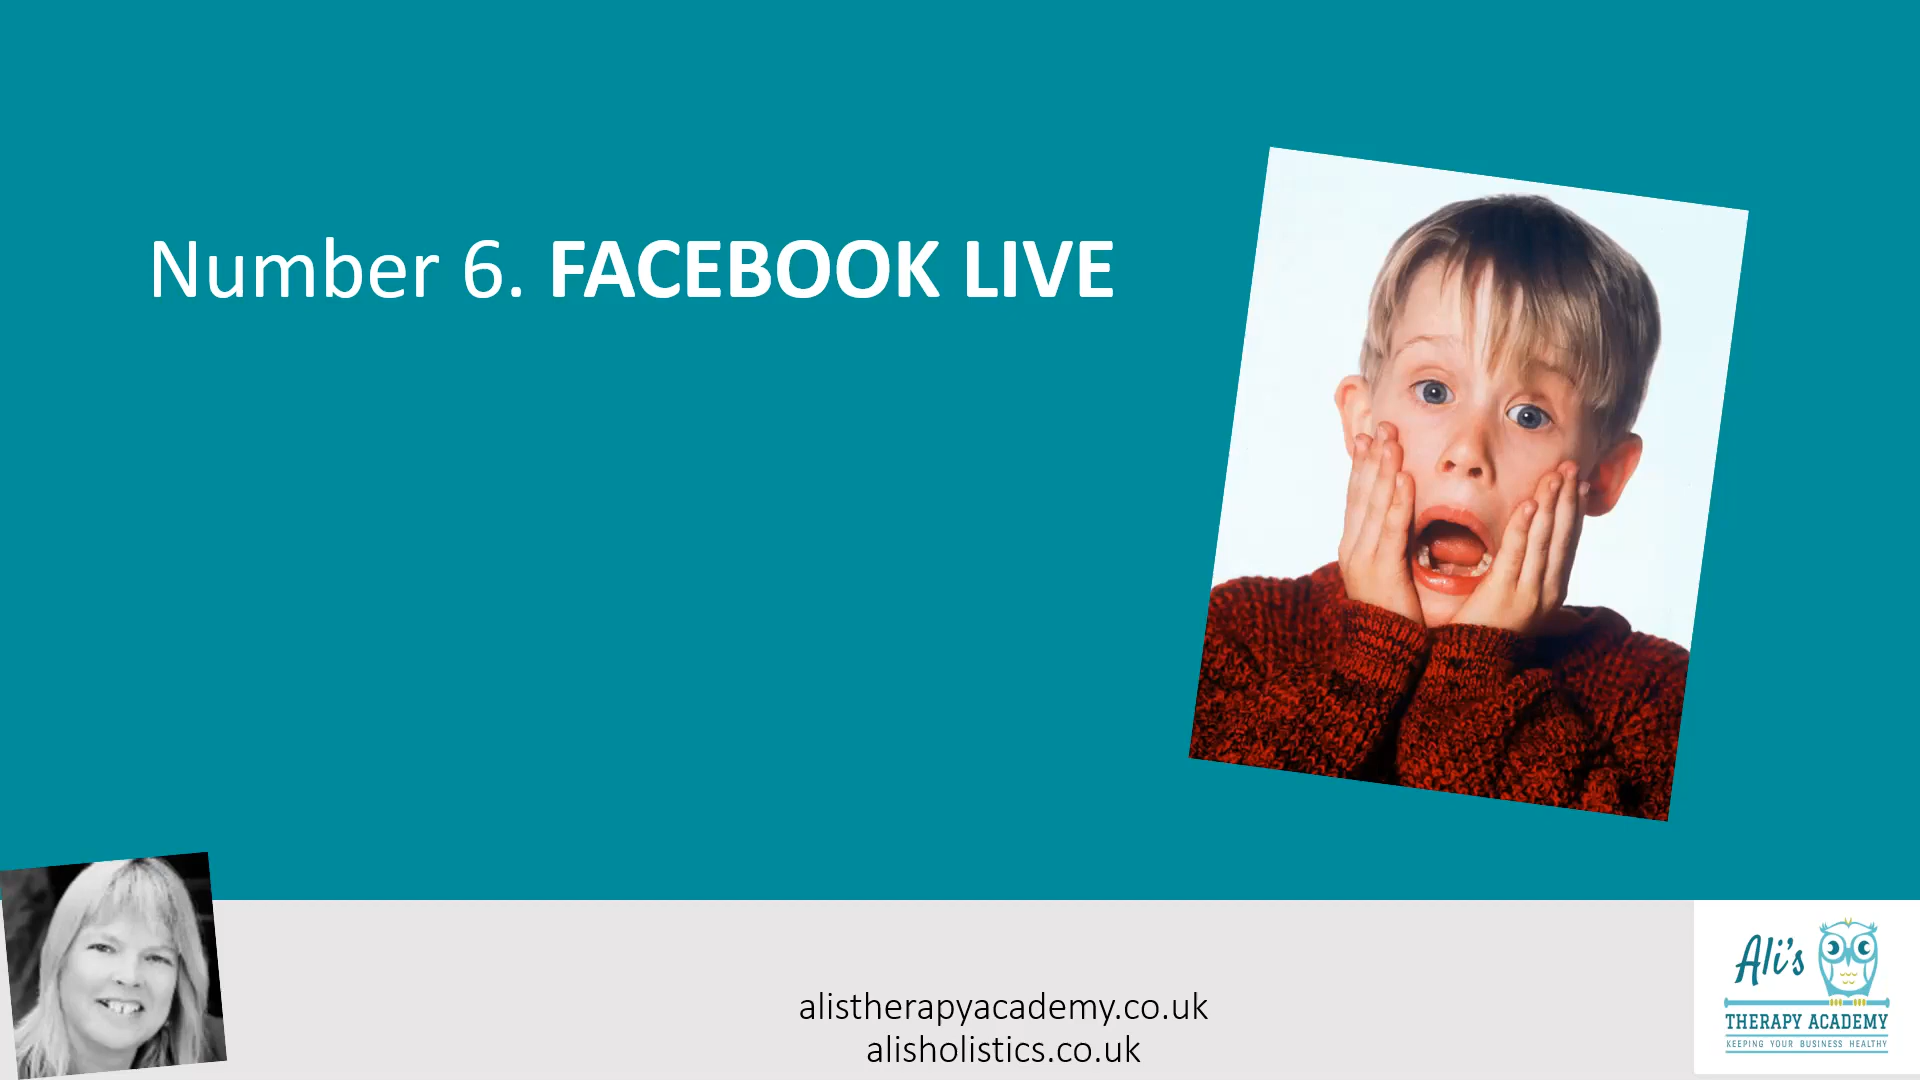 Number 6. FACEBOOK LIVE
alistherapyacademy.co.uk
alisholistics.co.uk
Ali's
THERAPY ACADEMY
KEEPING YOUR BUSINESS HEALTHY